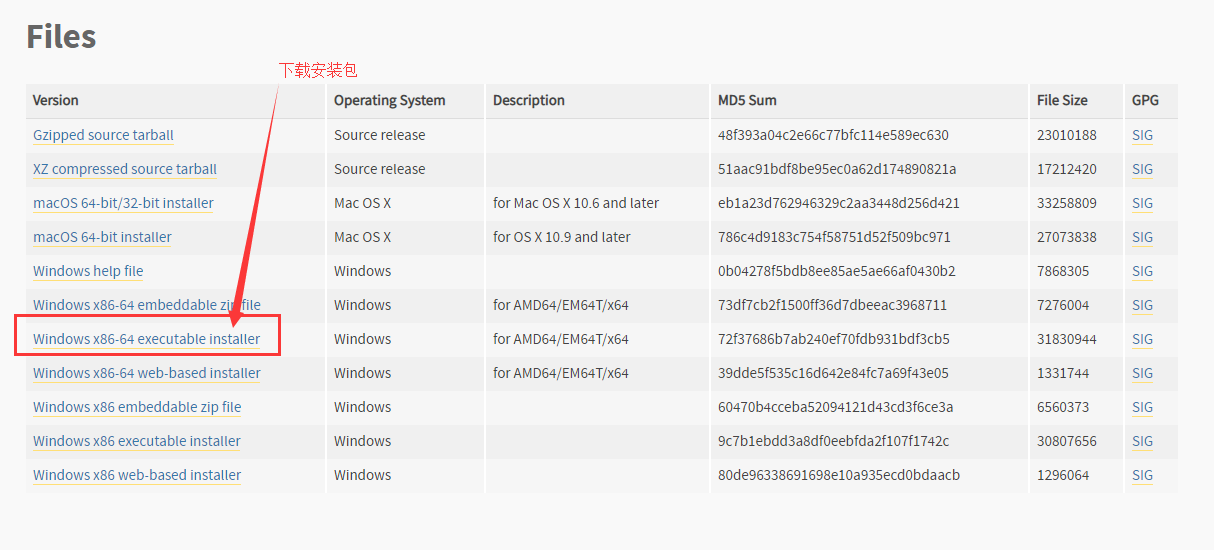 Files
下载安装包
Version Operating System Description MD5 Sum File Size GPG
Gzipped source tarball Source release 48f393a04c2e66c77bfc114e589ec630 23010188 SIG
XZ compressed source tarball Source release 51aac91bdf8be95ec0a62d174890821a 17212420 SIG
macOS 64-bit/32-bit installer Mac OS X for Mac OS X 10.6 and later eb1a23d762946329c2aa3448d256d421 33258809 SIG
macOS 64-bit installer Mac OS X for OS X 10.9 and later 786c4d9183c754f58751d52f509bc971 27073838 SIG
Windows help file Windows 0b04278f5bdb8ee85ae5ae66af0430b2 7868305 SIG
Windows x86-64 embeddable zip file Windows for AMD64/EM64T/x64 73df7cb2f1500ff36d7dbeeac3968711 7276004 SIG
Windows x86-64 executable installer Windows for AMD64/EM64T/x64 72f37686b7ab240ef70fdb931bdf3cb5 31830944 SIG
Windows x86-64 web-based installer Windows for AMD64/EM64T/x64 39dde5f535c16d642e84fc7a69f43e05 1331744 SIG
Windows x86 embeddable zip file Windows 60470b4cceba52094121d43cd3f6ce3a 6560373 SIG
Windows x86 executable installer Windows 9c7b1ebdd3a8df0eebfda2f107f1742c 30807656 SIG
Windows x86 web-based installer Windows 80de96338691698e10a935ecd0bdaacb 1296064 SIG